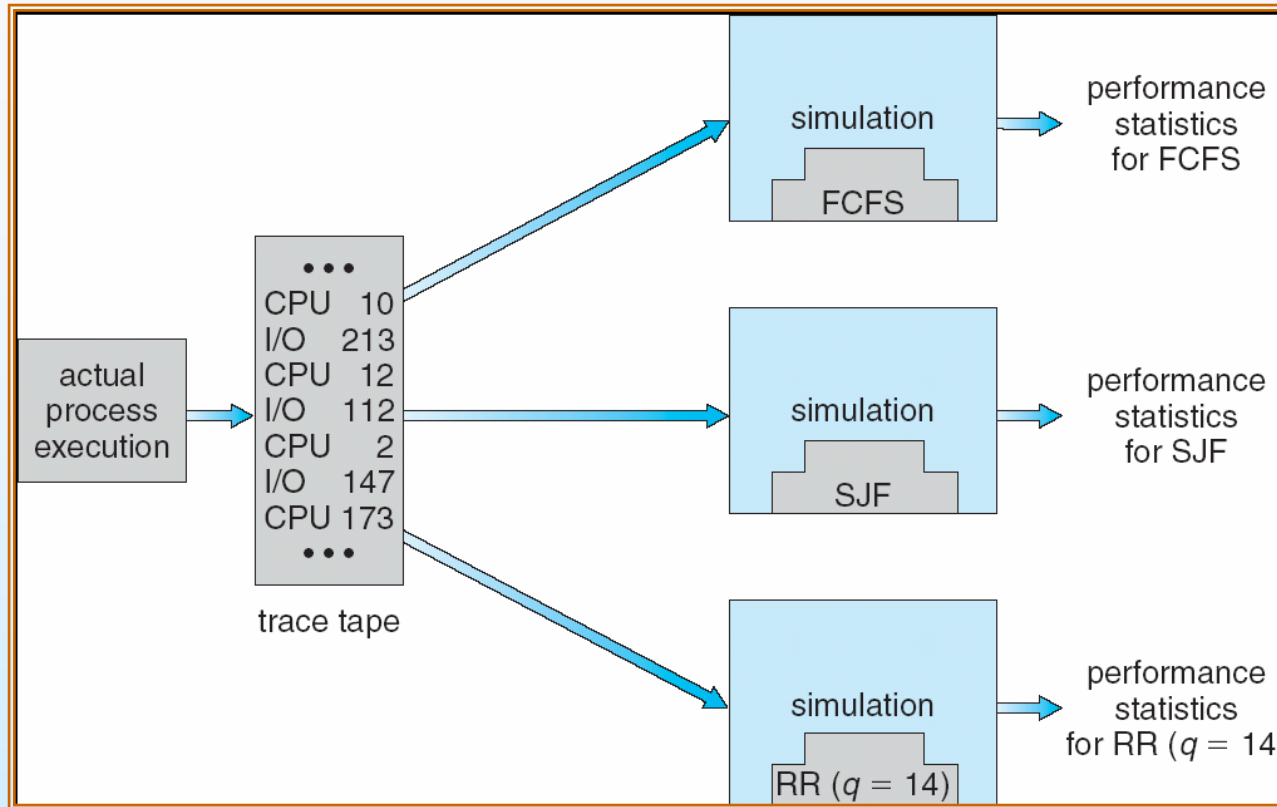 actual
process
execution
• • •
CPU 10
I/O 213
CPU 12
I/O 112
CPU 2
I/O 147
CPU 173
• • •
trace tape
simulation
FCFS
performance
statistics
for FCFS
simulation
SJF
performance
statistics
for SJF
simulation
RR (q = 14)
performance
statistics
for RR (q = 14